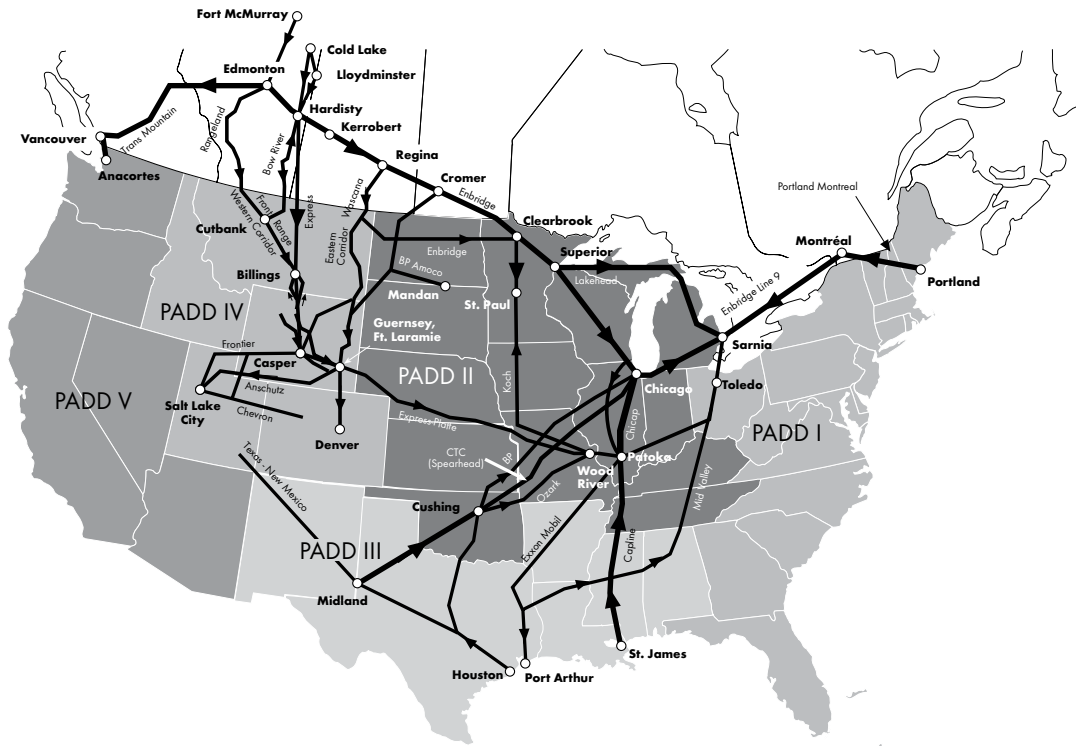 Fort McMurray
Cold Lake
Edmonton
Lloydminster
Hardisty
Kerrobert
Vancouver
Trans Mountain
Rangeland
Bow River
Regina
Anacortes
Cromer
Enbridge
Wascana
Portland Montreal
Express
Front Range
Western Corridor
Cutbank
Clearbrook
Montréal
Eastern
Corridor
Enbridge
Superior
BP Amoco
Lakehead
Billings
Mandan
St. Paul
Portland
Enbridge Line 9
PADD IV
Guernsey,
Ft. Laramie
Sarnia
Frontier
Casper
PADD II
Koch
Chicago
Toledo
Anschutz
PADD V
Salt Lake
City
Chevron
Express Platte
Chicap
PADD I
Denver
CTC
(Spearhead)
BP
Wood
River
Patoka
Texas - New Mexico
Ozark
Mid Valley
Cushing
Exxon Mobil
Capline
PADD III
Midland
St. James
Houston
Port Arthur